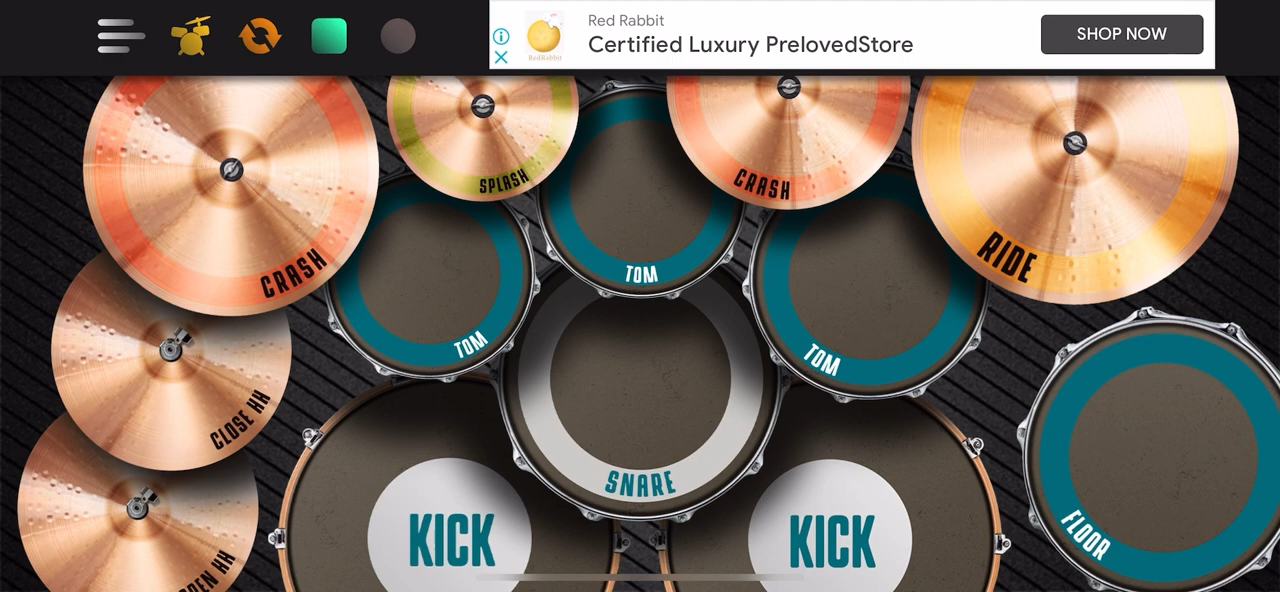 Red Rabbit
Certified Luxury PrelovedStore
SHOP NOW
RedRabbit
CRASH
SPLASH
CRASH
RIDE
TOM
TOM
TOM
CLOSE HH
SNARE
KICK
KICK
FLOOR
HH